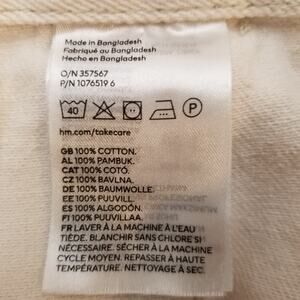 Made in Bangladesh
Fabriqué au Bangladesh
Hecho en Bangladesh
O/N 357567
P/N 1076519 6
40
P
hm.com/takecare
GB 100% COTTON.
AL 100% PAMBUK.
CAT 100% COTÓ.
CZ 100% BAVLNA.
DE 100% BAUMWOLLE.
EE 100% PUUVILL.
ES 100% ALGODÓN.
FI 100% PUUVILLAA.
FR LAVER À LA MACHINE À L'EAU
TIÈDE. BLANCHIR SANS CHLORE SI
NÉCESSAIRE. SÉCHER À LA MACHINE
CYCLE MOYEN. REPASSER À HAUTE
TEMPÉRATURE. NETTOYAGE À SEC.